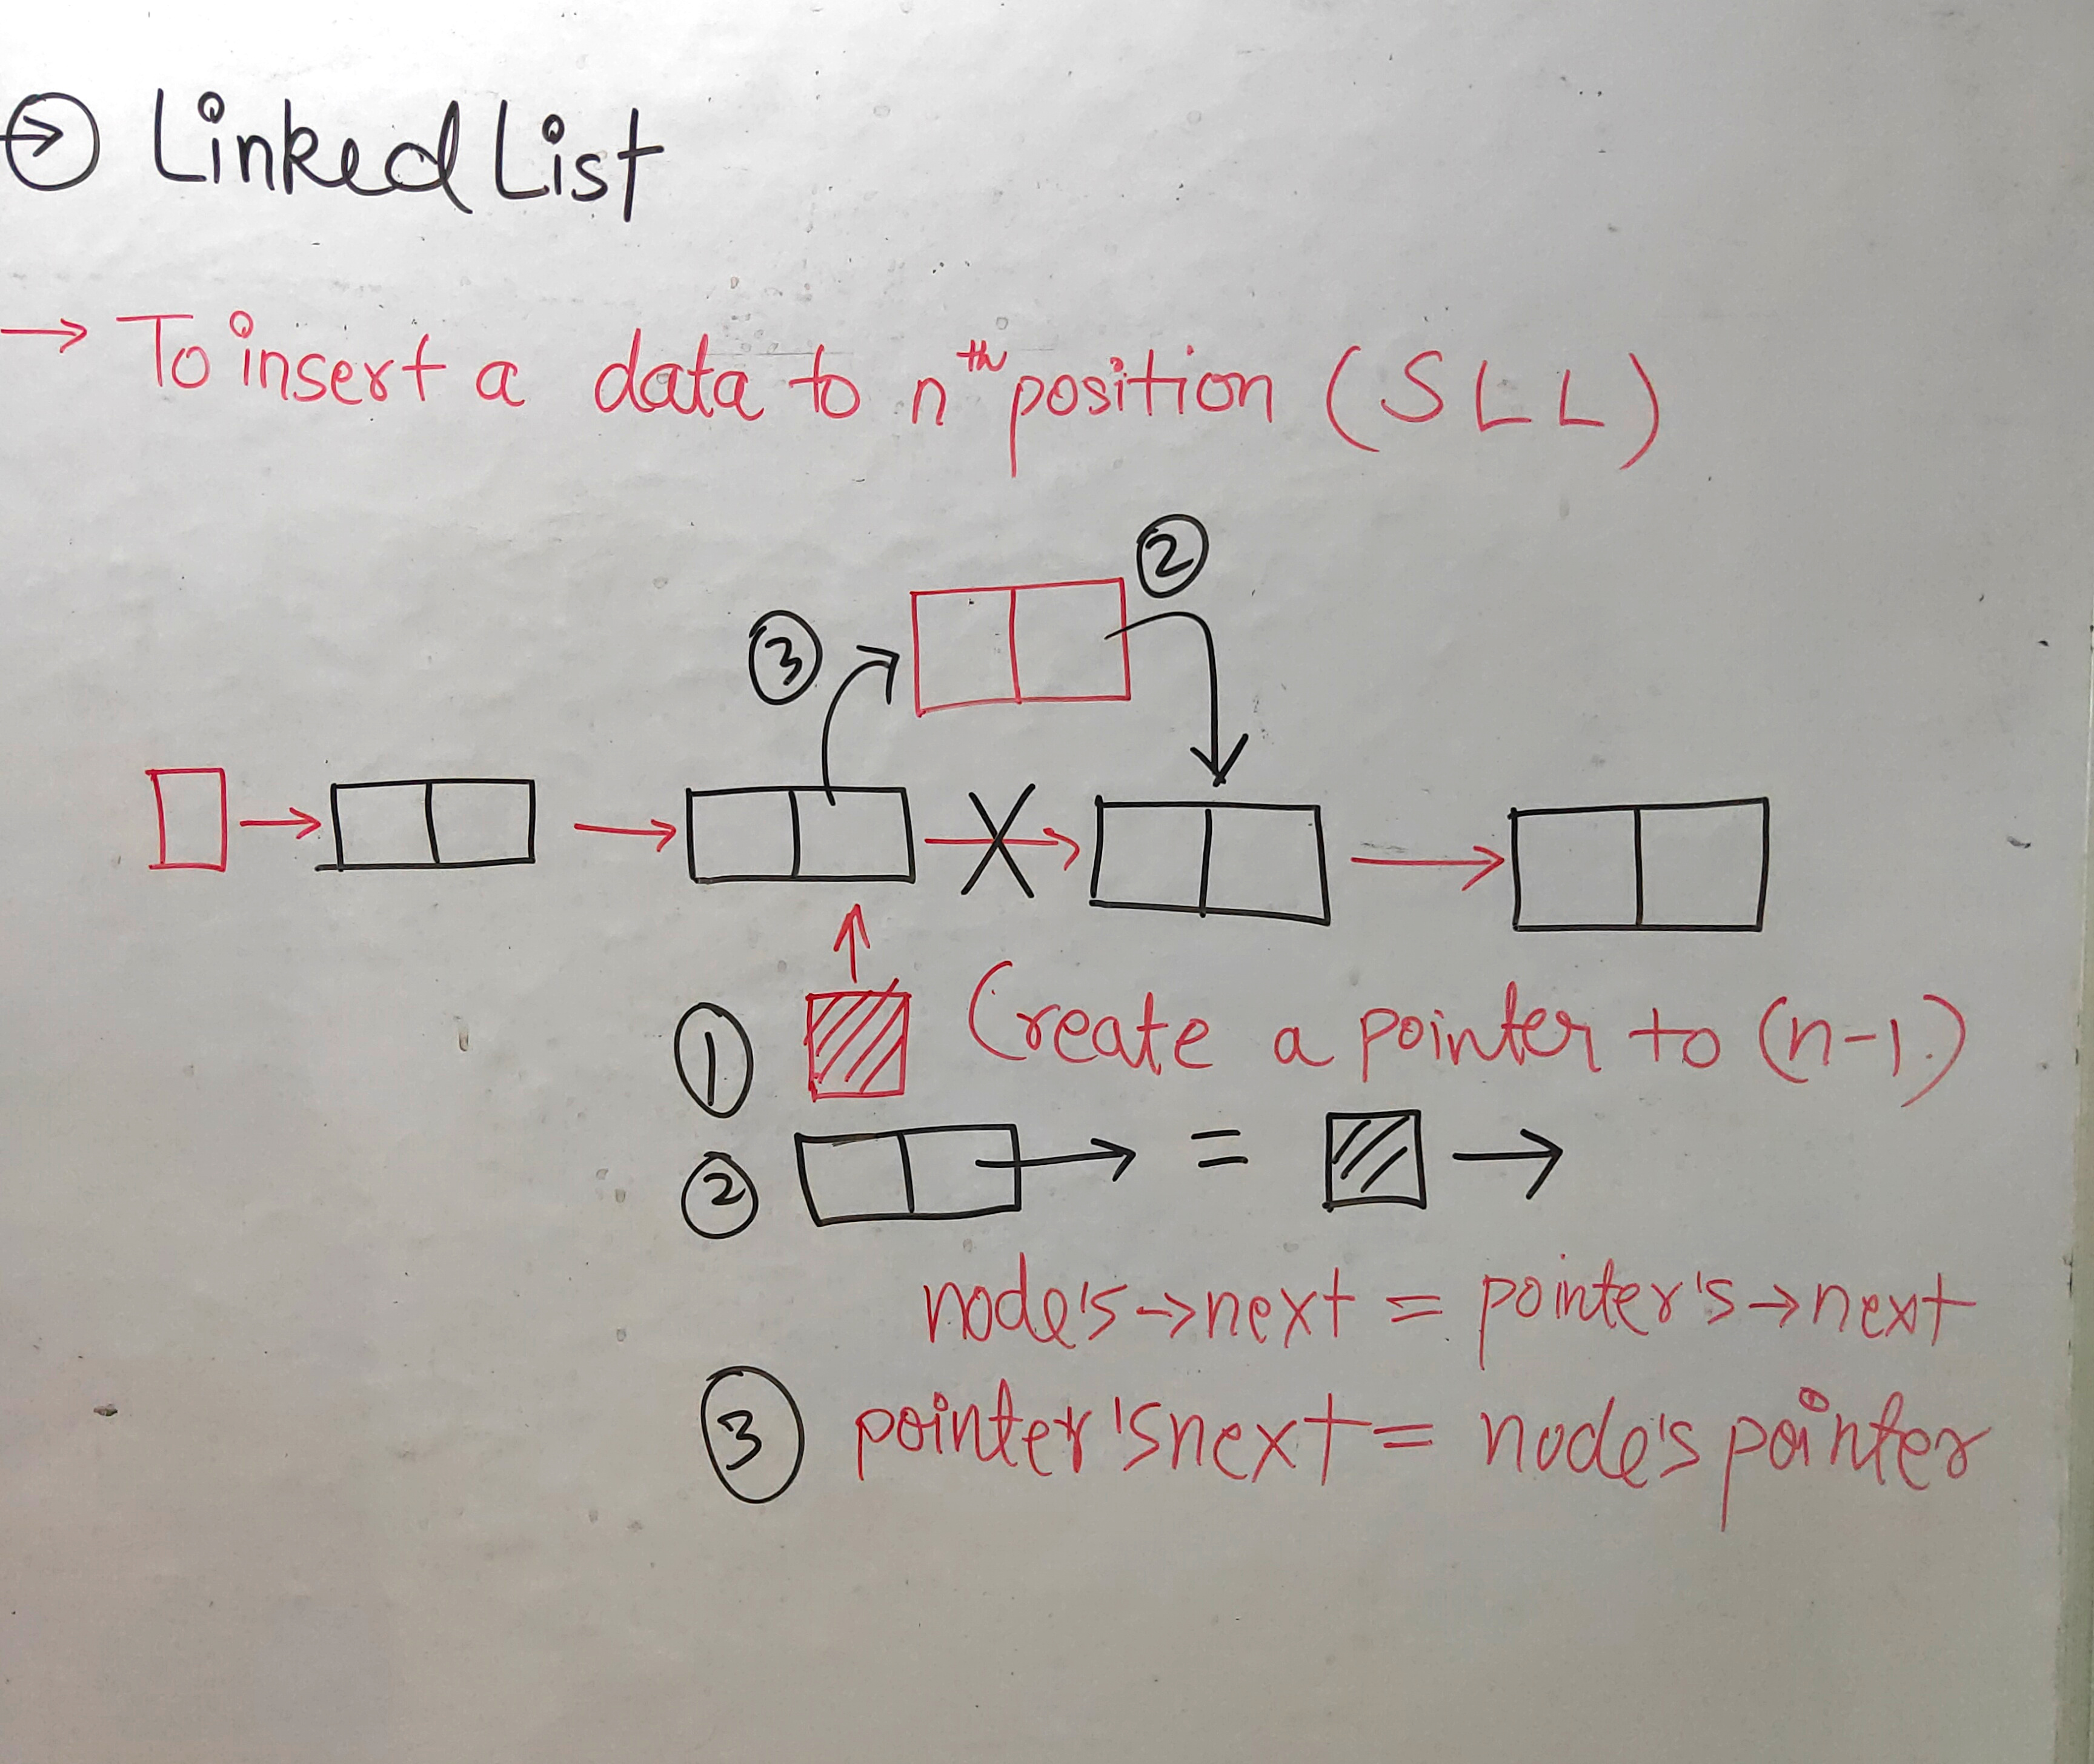 → Linked List
→ To insert a data to nᵗʰ position (SLL)
②
③
① Create a pointer to (n-1)
② → = →
node's→next = pointer's→next
③ pointer's next = node's pointer